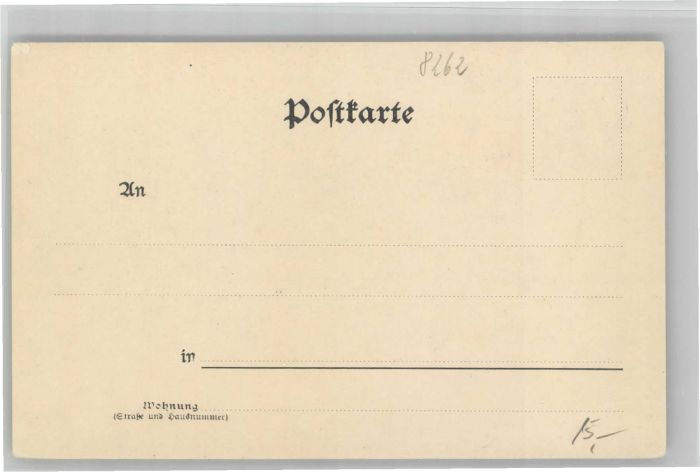 8262
Postkarte
An
in
Wohnung
(Straße und Hausnummer)
15,–